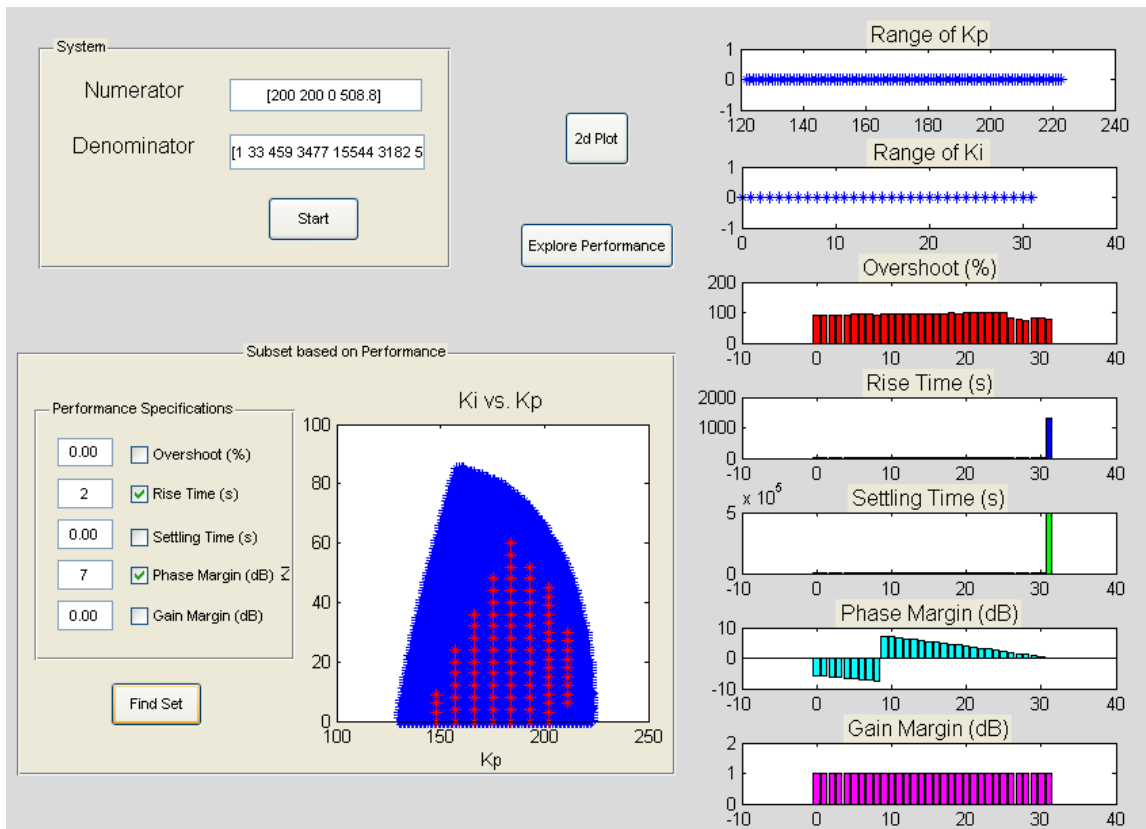 System
Numerator
[200 200 0 508.8]
Denominator
[1 33 459 3477 15544 3182 5
Start
2d Plot
Explore Performance
Subset based on Performance
Performance Specifications
0.00 Overshoot (%)
2 Rise Time (s)
0.00 Settling Time (s)
7 Phase Margin (dB)
0.00 Gain Margin (dB)
Find Set
Ki vs. Kp
100
80
60
40
20
0
100 150 200 250
Kp
Range of Kp
1
0
-1
120 140 160 180 200 220 240
Range of Ki
1
0
-1
0 10 20 30 40
Overshoot (%)
200
100
0
-10 0 10 20 30 40
Rise Time (s)
2000
1000
0
-10 0 10 20 30 40
Settling Time (s)
x 10^5
5
0
-10 0 10 20 30 40
Phase Margin (dB)
10
0
-10
-10 0 10 20 30 40
Gain Margin (dB)
2
1
0
-10 0 10 20 30 40